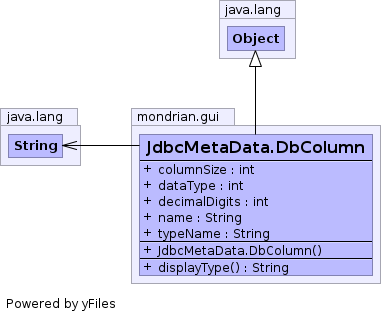 java.lang
Object
java.lang
String
mondrian.gui
JdbcMetaData.DbColumn
+ columnSize : int
+ dataType : int
+ decimalDigits : int
+ name : String
+ typeName : String
+ JdbcMetaData.DbColumn()
+ displayType() : String
Powered by yFiles